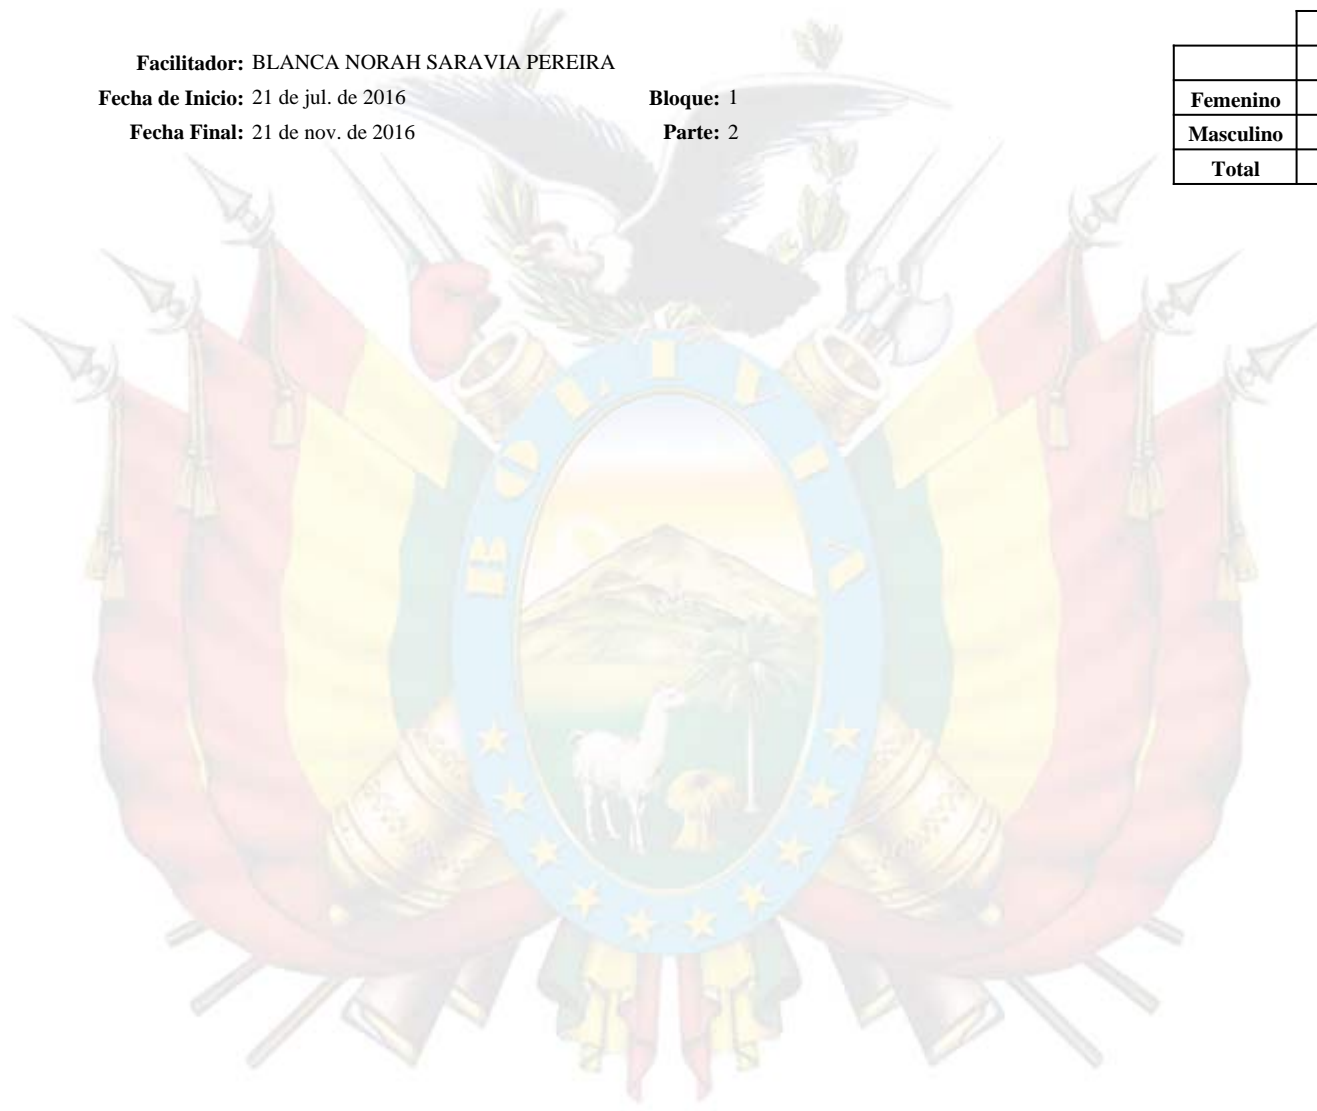 Facilitador: BLANCA NORAH SARAVIA PEREIRA
Fecha de Inicio: 21 de jul. de 2016 Bloque: 1
Fecha Final: 21 de nov. de 2016 Parte: 2
Femenino
Masculino
Total
BOLIVIA